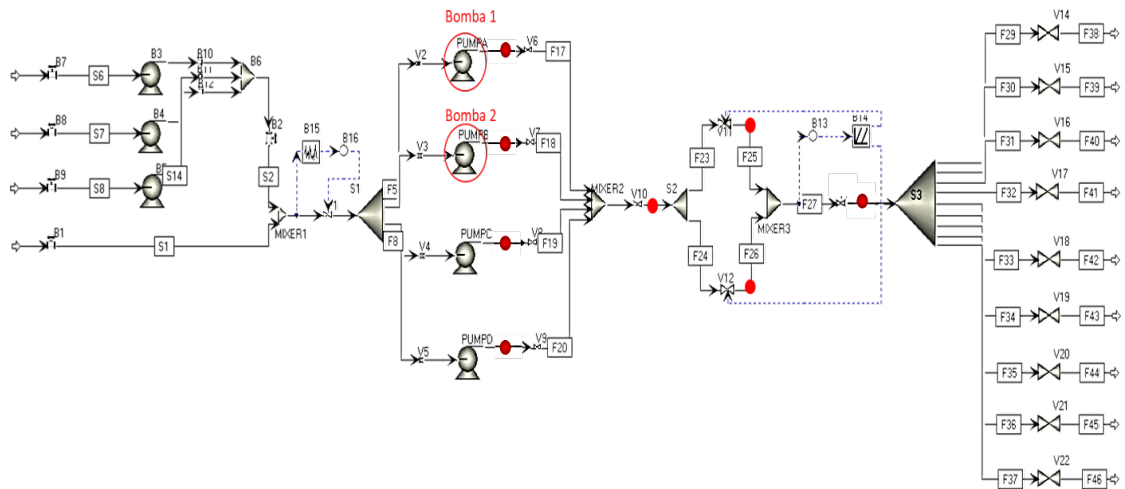 Bomba 1
Bomba 2
B7
S6
B3
B10
B6
B11
B12
B8
S7
B4
B9
S8
S14
B2
S2
B15
B16
S1
MIXER1
B1
S1
F5
F8
V2
PUMPA
V6
F17
V3
PUMPB
V7
F18
V4
PUMPC
V8
F19
V5
PUMPD
V9
F20
MIXER2
V10
S2
F23
V11
F25
F24
V12
F26
MIXER3
B13
B14
F27
S3
F29
V14
F38
F30
V15
F39
F31
V16
F40
F32
V17
F41
F33
V18
F42
F34
V19
F43
F35
V20
F44
F36
V21
F45
F37
V22
F46